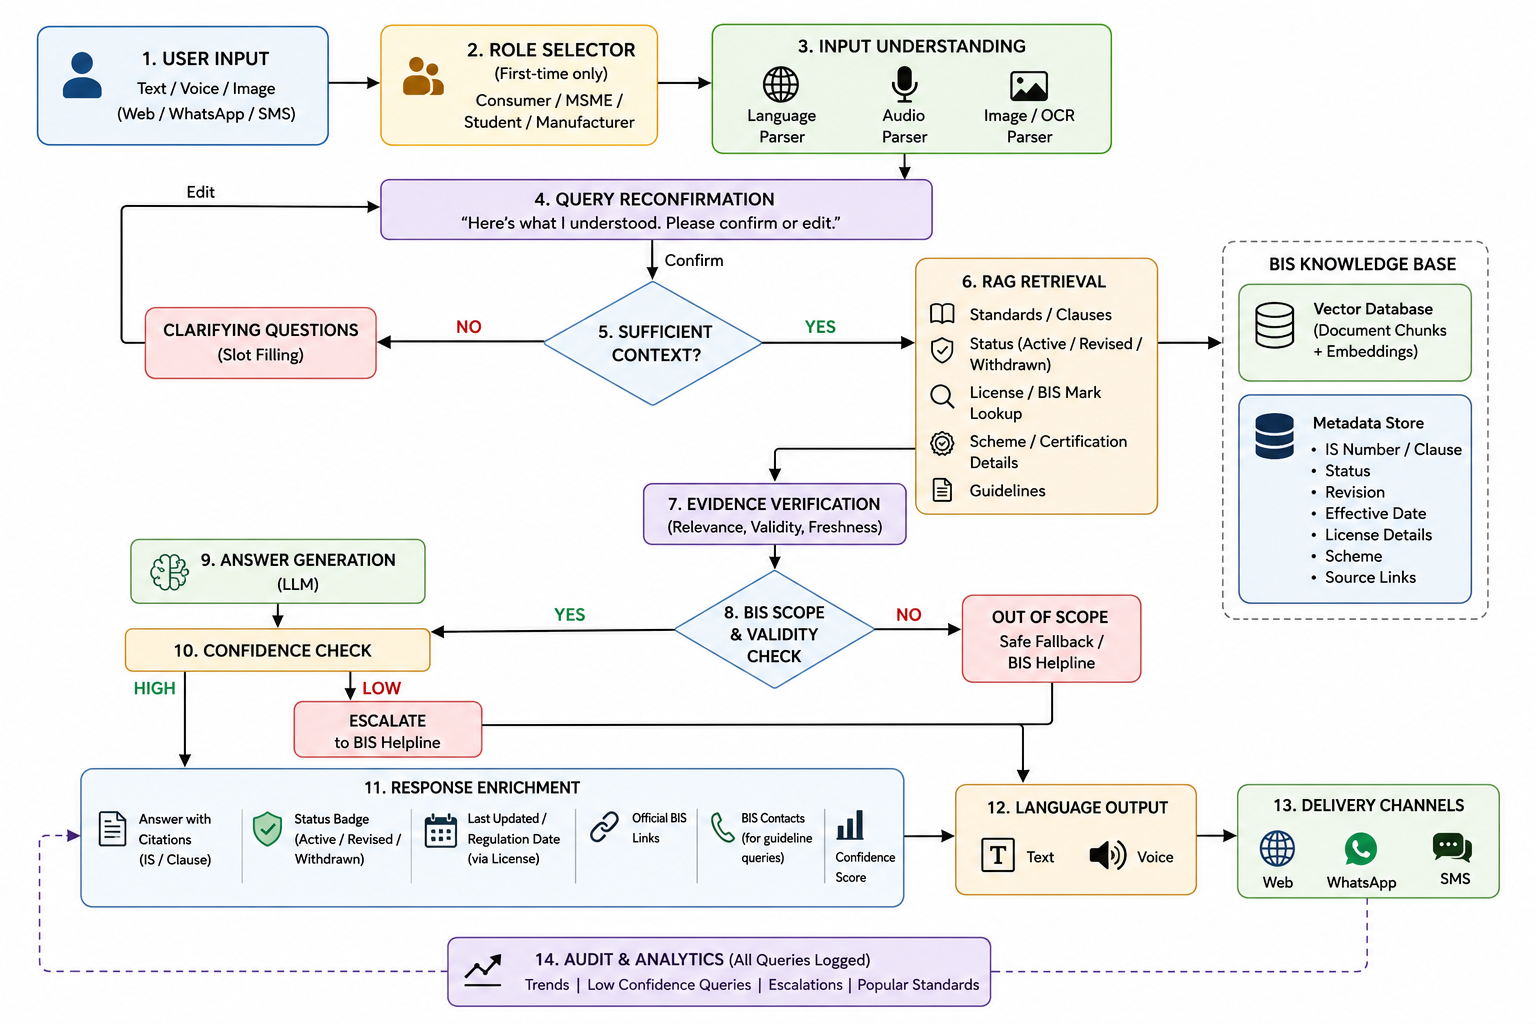 1. USER INPUT
Text / Voice / Image
(Web / WhatsApp / SMS)
2. ROLE SELECTOR
(First-time only)
Consumer / MSME /
Student / Manufacturer
3. INPUT UNDERSTANDING
Language
Parser
Audio
Parser
Image / OCR
Parser
Edit
4. QUERY RECONFIRMATION
“Here’s what I understood. Please confirm or edit.”
Confirm
CLARIFYING QUESTIONS
(Slot Filling)
NO
5. SUFFICIENT
CONTEXT?
YES
6. RAG RETRIEVAL
Standards / Clauses
Status (Active / Revised /
Withdrawn)
License / BIS Mark
Lookup
Scheme / Certification
Details
Guidelines
BIS KNOWLEDGE BASE
Vector Database
(Document Chunks
+ Embeddings)
Metadata Store
• IS Number / Clause
• Status
• Revision
• Effective Date
• License Details
• Scheme
• Source Links
7. EVIDENCE VERIFICATION
(Relevance, Validity, Freshness)
8. BIS SCOPE
& VALIDITY
CHECK
YES
NO
OUT OF SCOPE
Safe Fallback /
BIS Helpline
9. ANSWER GENERATION
(LLM)
10. CONFIDENCE CHECK
HIGH
LOW
ESCALATE
to BIS Helpline
11. RESPONSE ENRICHMENT
Answer with
Citations
(IS / Clause)
Status Badge
(Active / Revised /
Withdrawn)
Last Updated /
Regulation Date
(via License)
Official BIS
Links
BIS Contacts
(for guideline
queries)
Confidence
Score
12. LANGUAGE OUTPUT
T
Text
Voice
13. DELIVERY CHANNELS
Web
WhatsApp
SMS
14. AUDIT & ANALYTICS (All Queries Logged)
Trends | Low Confidence Queries | Escalations | Popular Standards